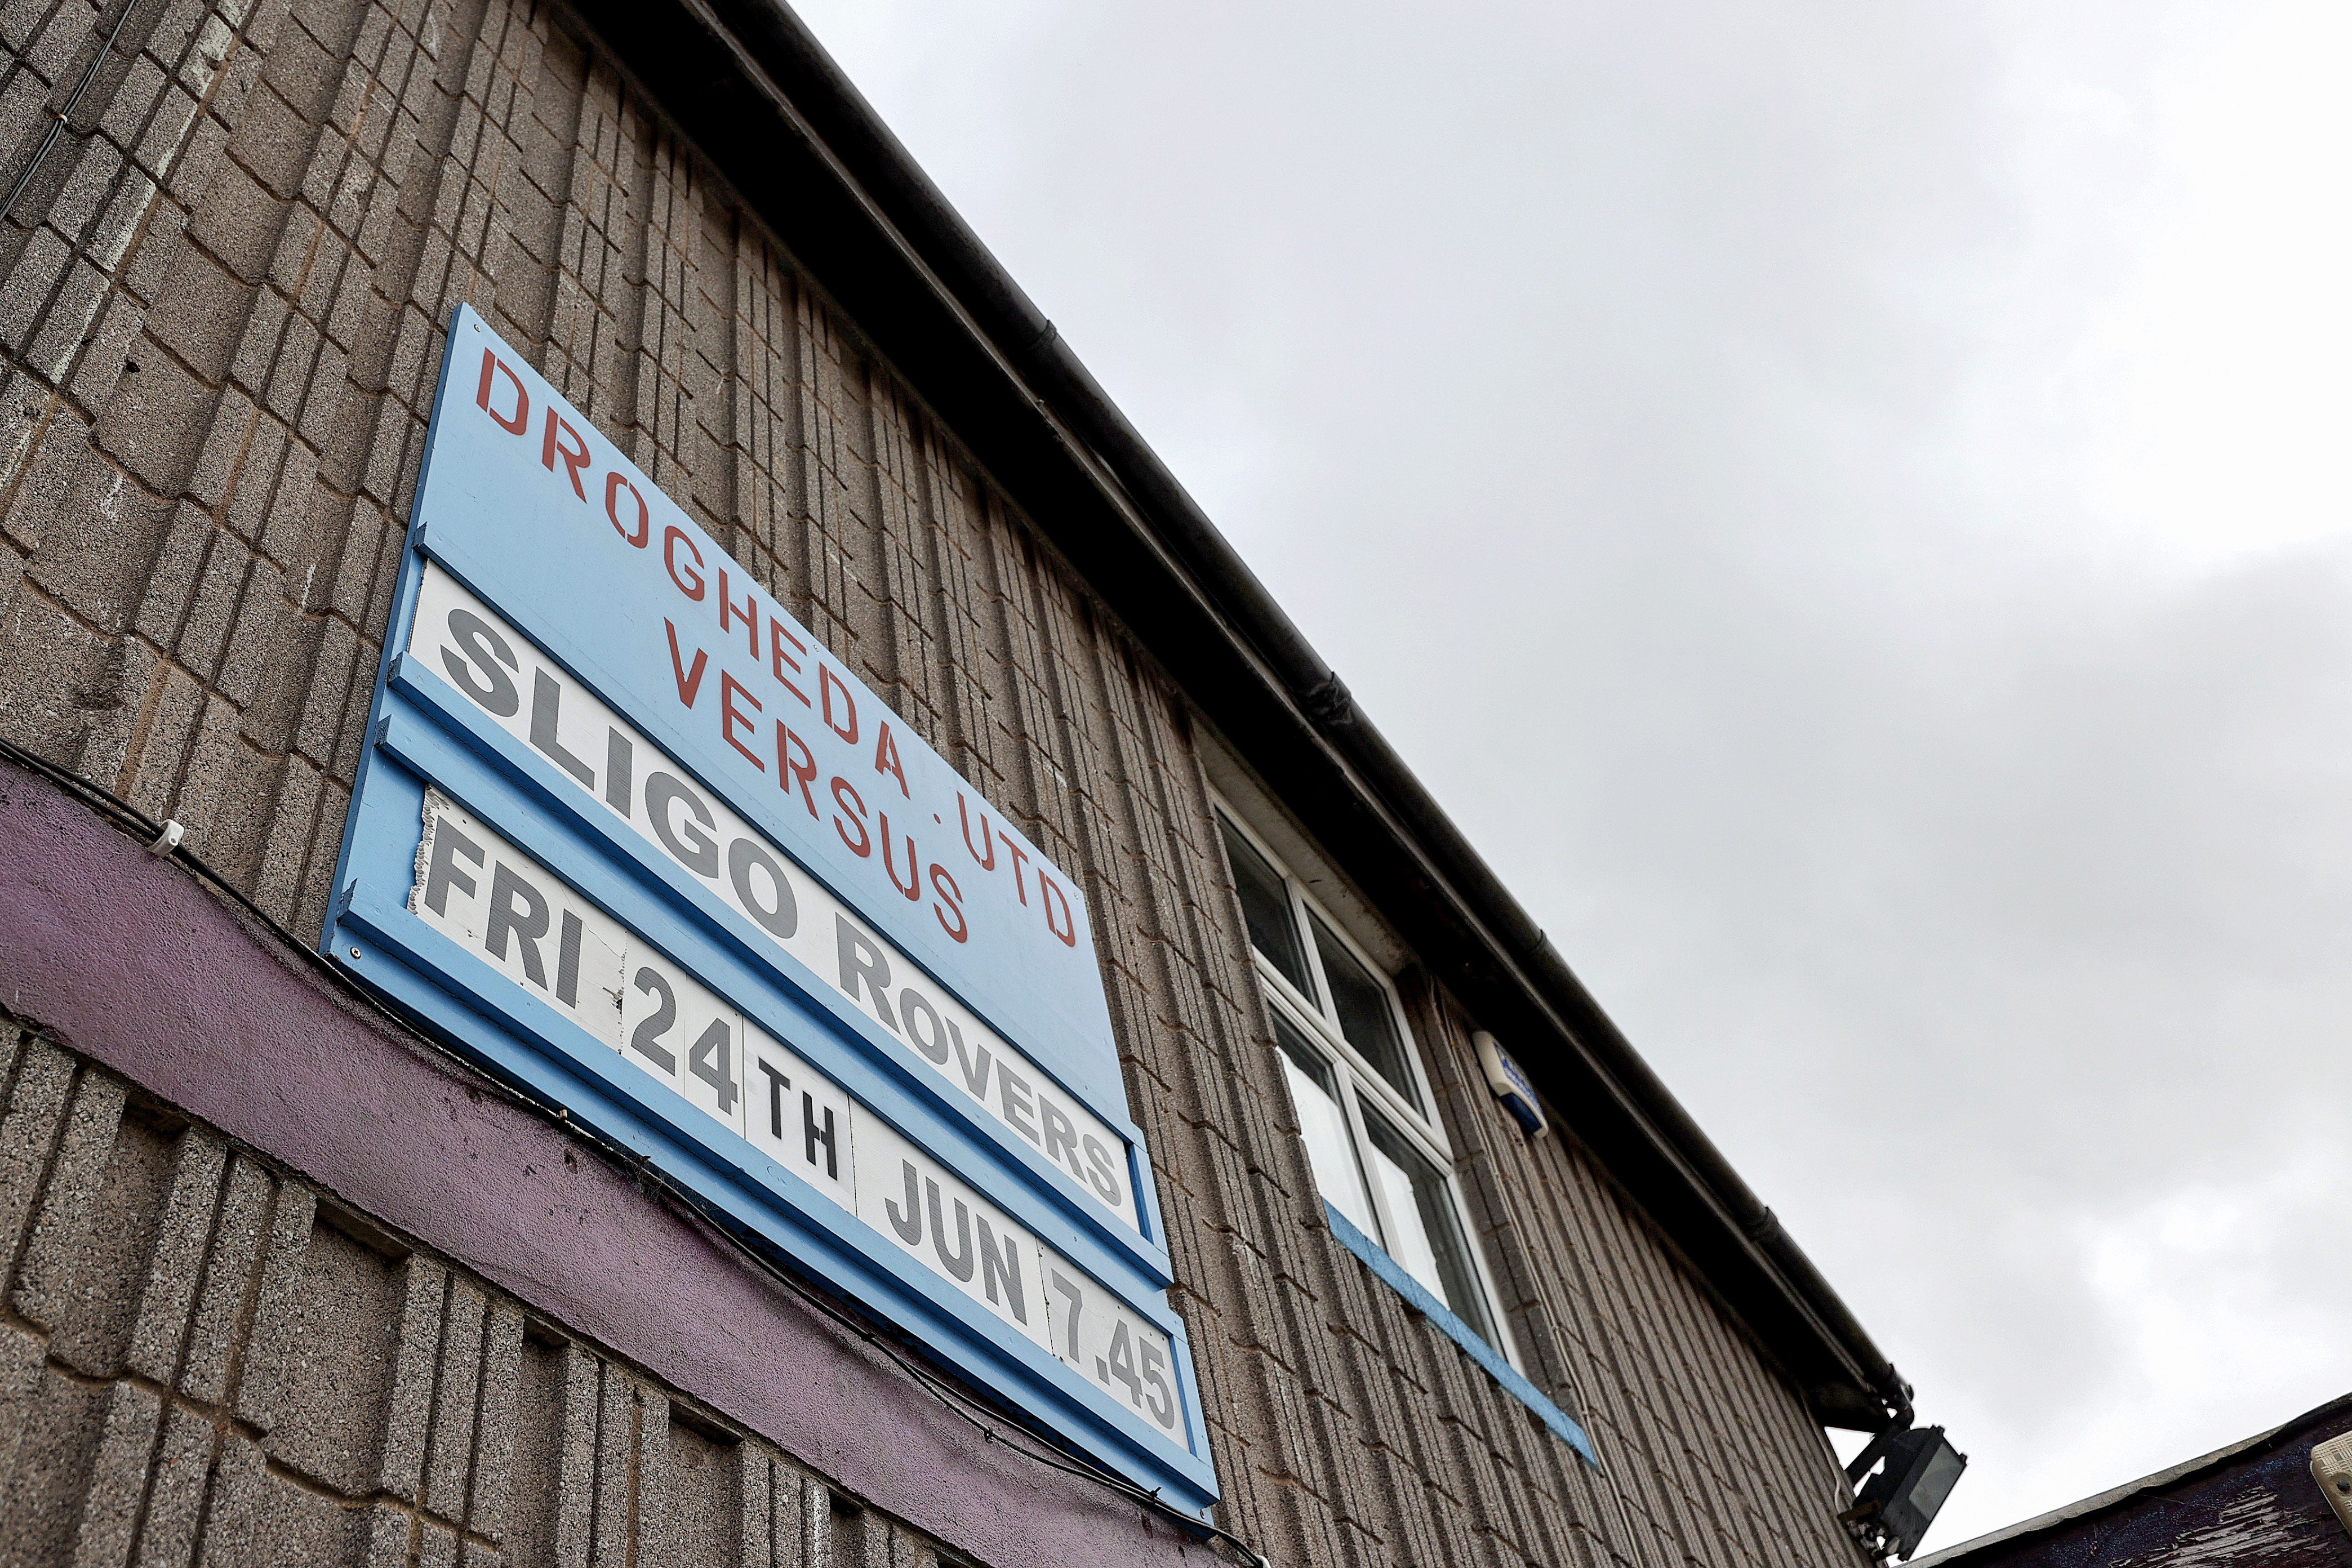 DROGHEDA .UTD
VERSUS
SLIGO ROVERS
FRI 24TH JUN 7.45